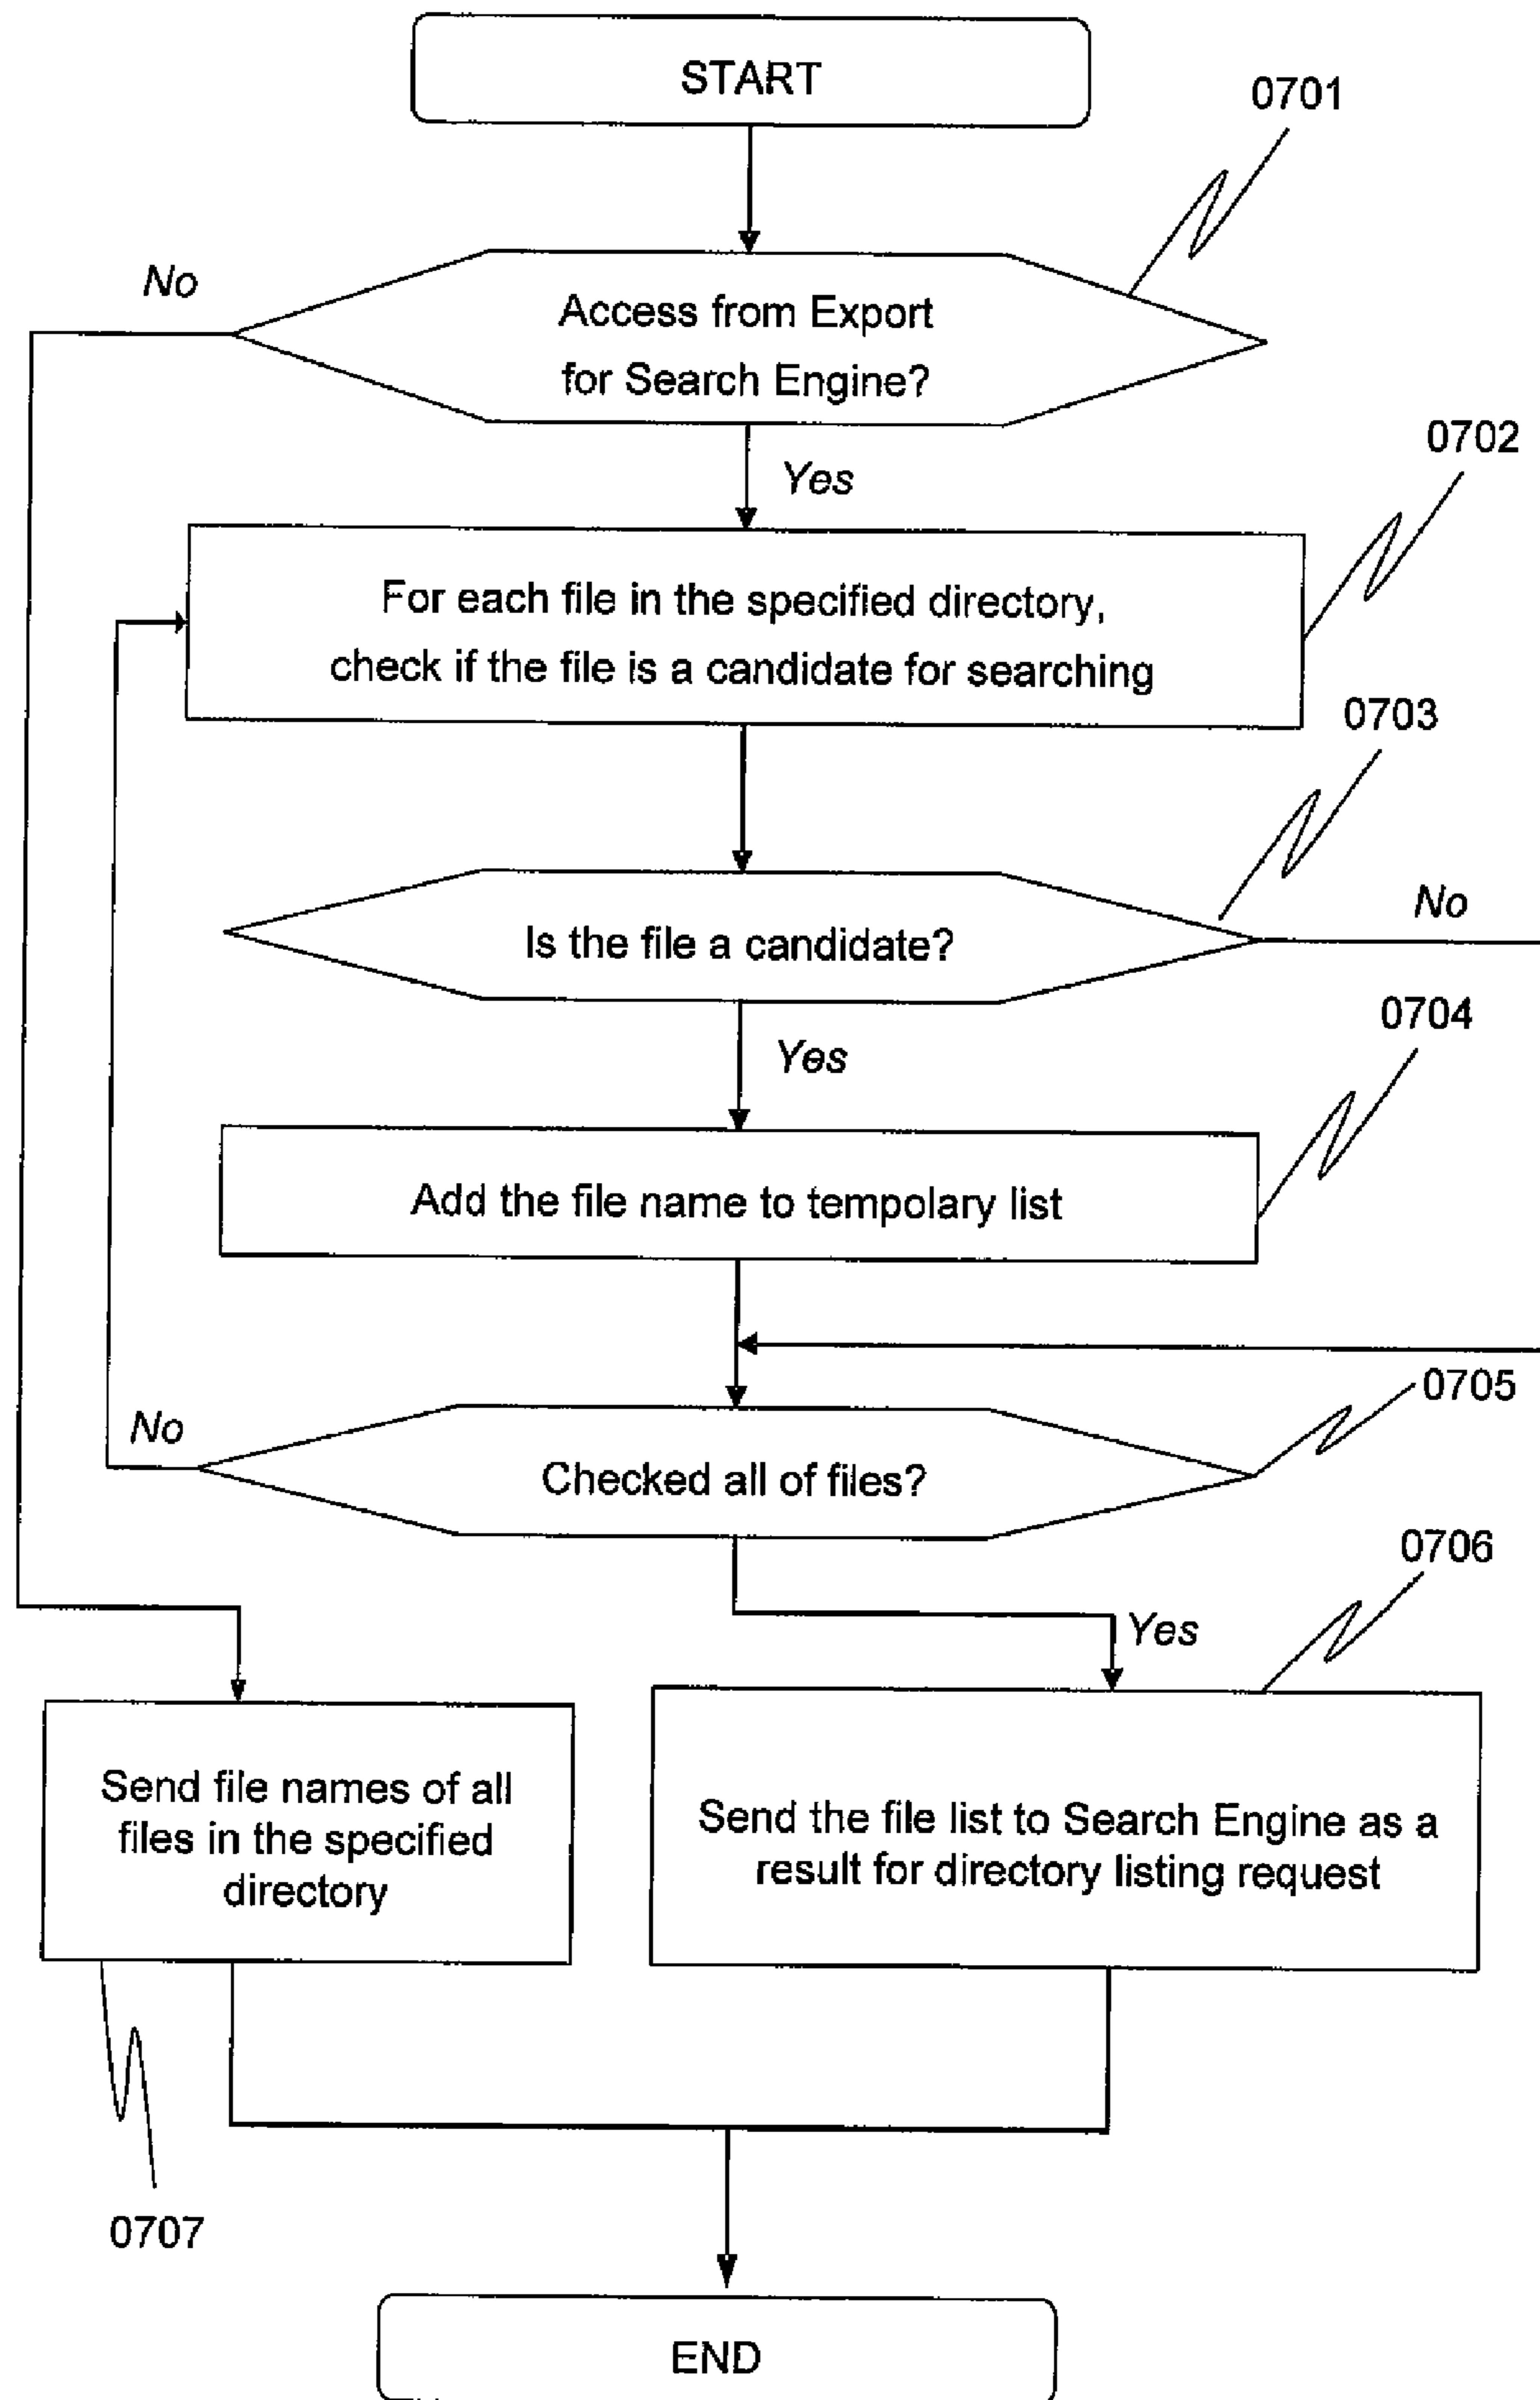 START
0701
No
Access from Export
for Search Engine?
Yes
0702
For each file in the specified directory,
check if the file is a candidate for searching
0703
Is the file a candidate?
No
Yes
0704
Add the file name to tempolary list
0705
No
Checked all of files?
0706
Yes
Send file names of all
files in the specified
directory
Send the file list to Search Engine as a
result for directory listing request
0707
END